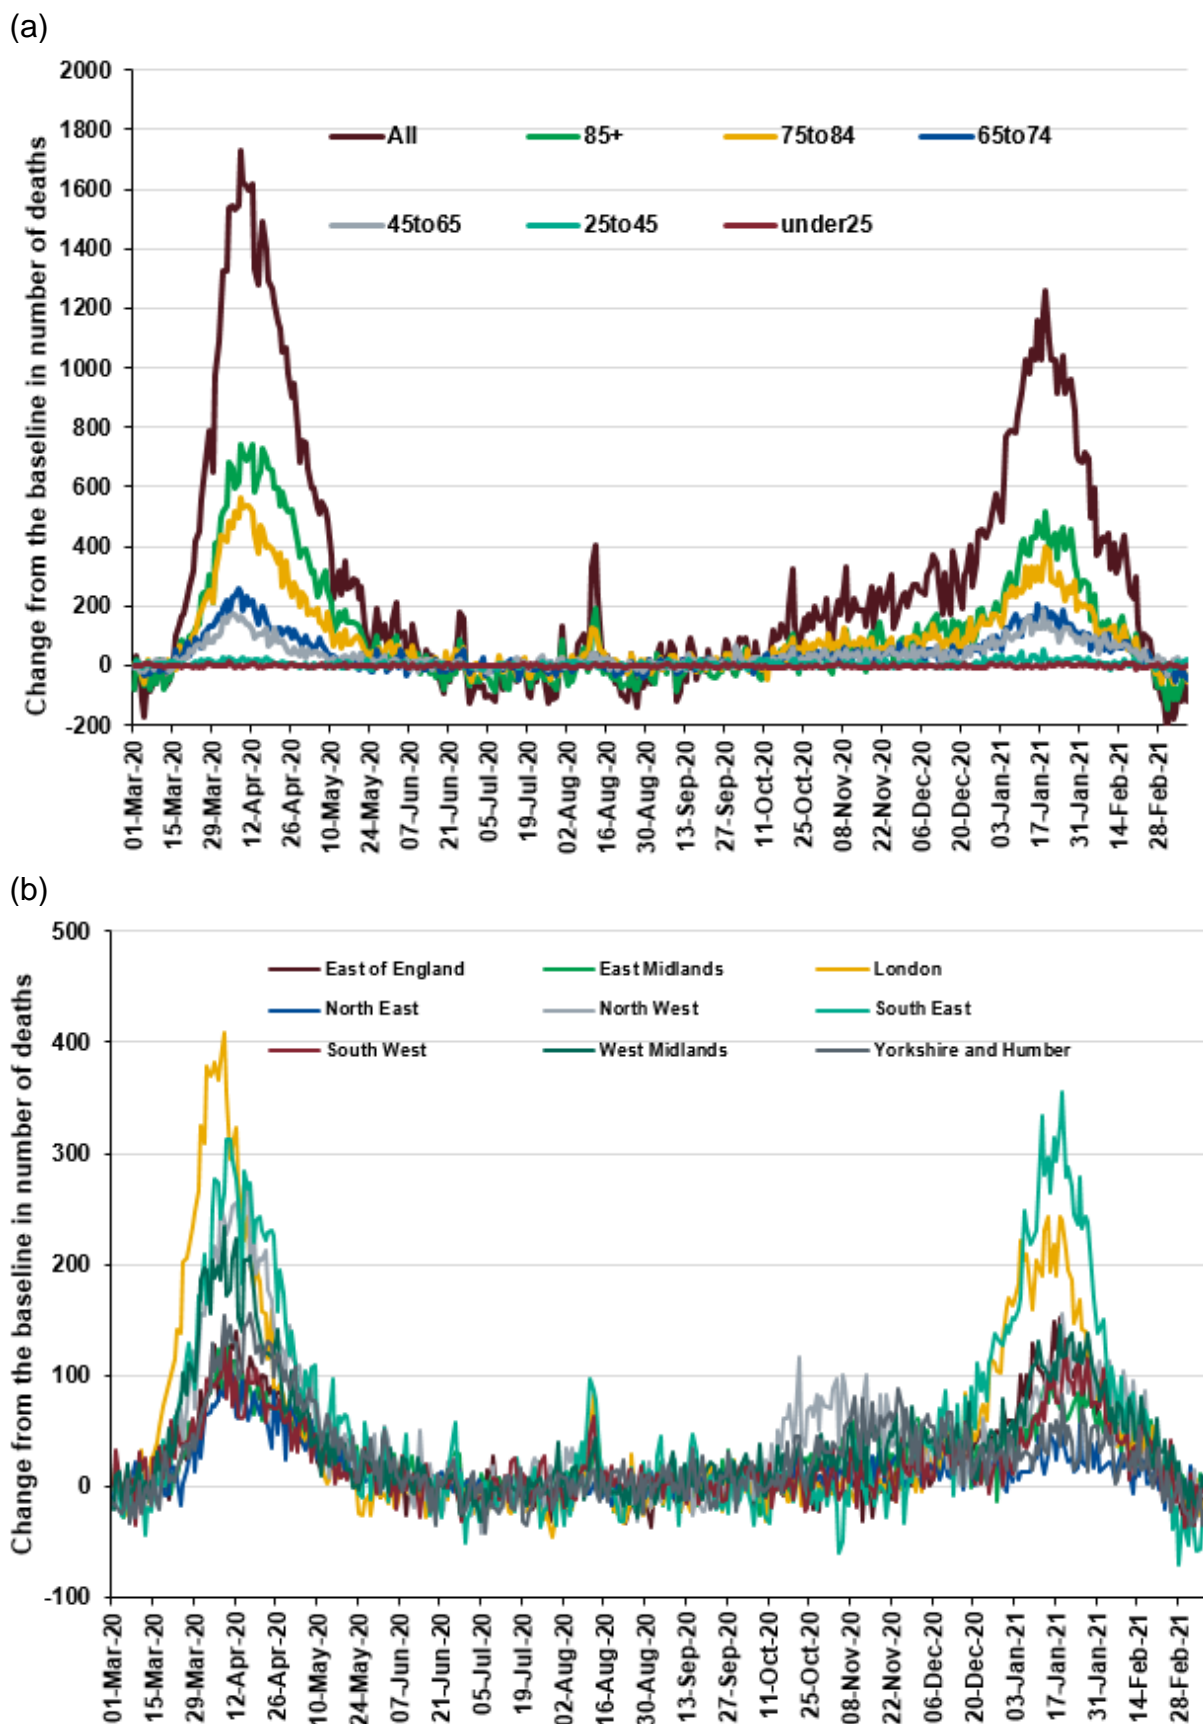 (a)
Change from the baseline in number of deaths
2000
1800
1600
1400
1200
1000
800
600
400
200
0
-200
All 85+ 75to84 65to74
45to65 25to45 under25
01-Mar-20 15-Mar-20 29-Mar-20 12-Apr-20 26-Apr-20 10-May-20 24-May-20 07-Jun-20 21-Jun-20 05-Jul-20 19-Jul-20 02-Aug-20 16-Aug-20 30-Aug-20 13-Sep-20 27-Sep-20 11-Oct-20 25-Oct-20 08-Nov-20 22-Nov-20 06-Dec-20 20-Dec-20 03-Jan-21 17-Jan-21 31-Jan-21 14-Feb-21 28-Feb-21
(b)
Change from the baseline in number of deaths
500
400
300
200
100
0
-100
East of England East Midlands London
North East North West South East
South West West Midlands Yorkshire and Humber
01-Mar-20 15-Mar-20 29-Mar-20 12-Apr-20 26-Apr-20 10-May-20 24-May-20 07-Jun-20 21-Jun-20 05-Jul-20 19-Jul-20 02-Aug-20 16-Aug-20 30-Aug-20 13-Sep-20 27-Sep-20 11-Oct-20 25-Oct-20 08-Nov-20 22-Nov-20 06-Dec-20 20-Dec-20 03-Jan-21 17-Jan-21 31-Jan-21 14-Feb-21 28-Feb-21